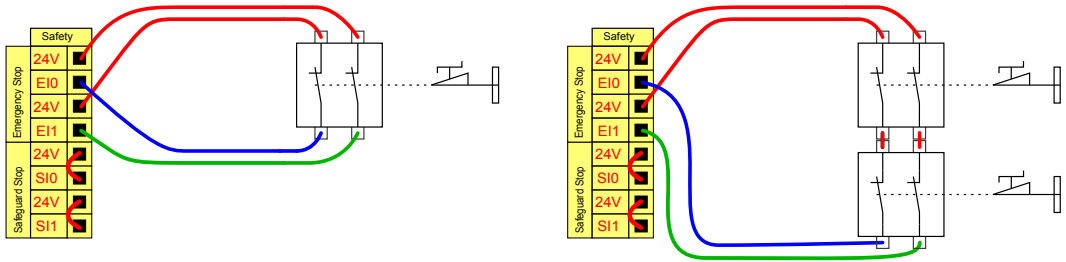 Safety
Emergency Stop
24V
EI0
24V
EI1
Safeguard Stop
24V
SI0
24V
SI1
Safety
Emergency Stop
24V
EI0
24V
EI1
Safeguard Stop
24V
SI0
24V
SI1